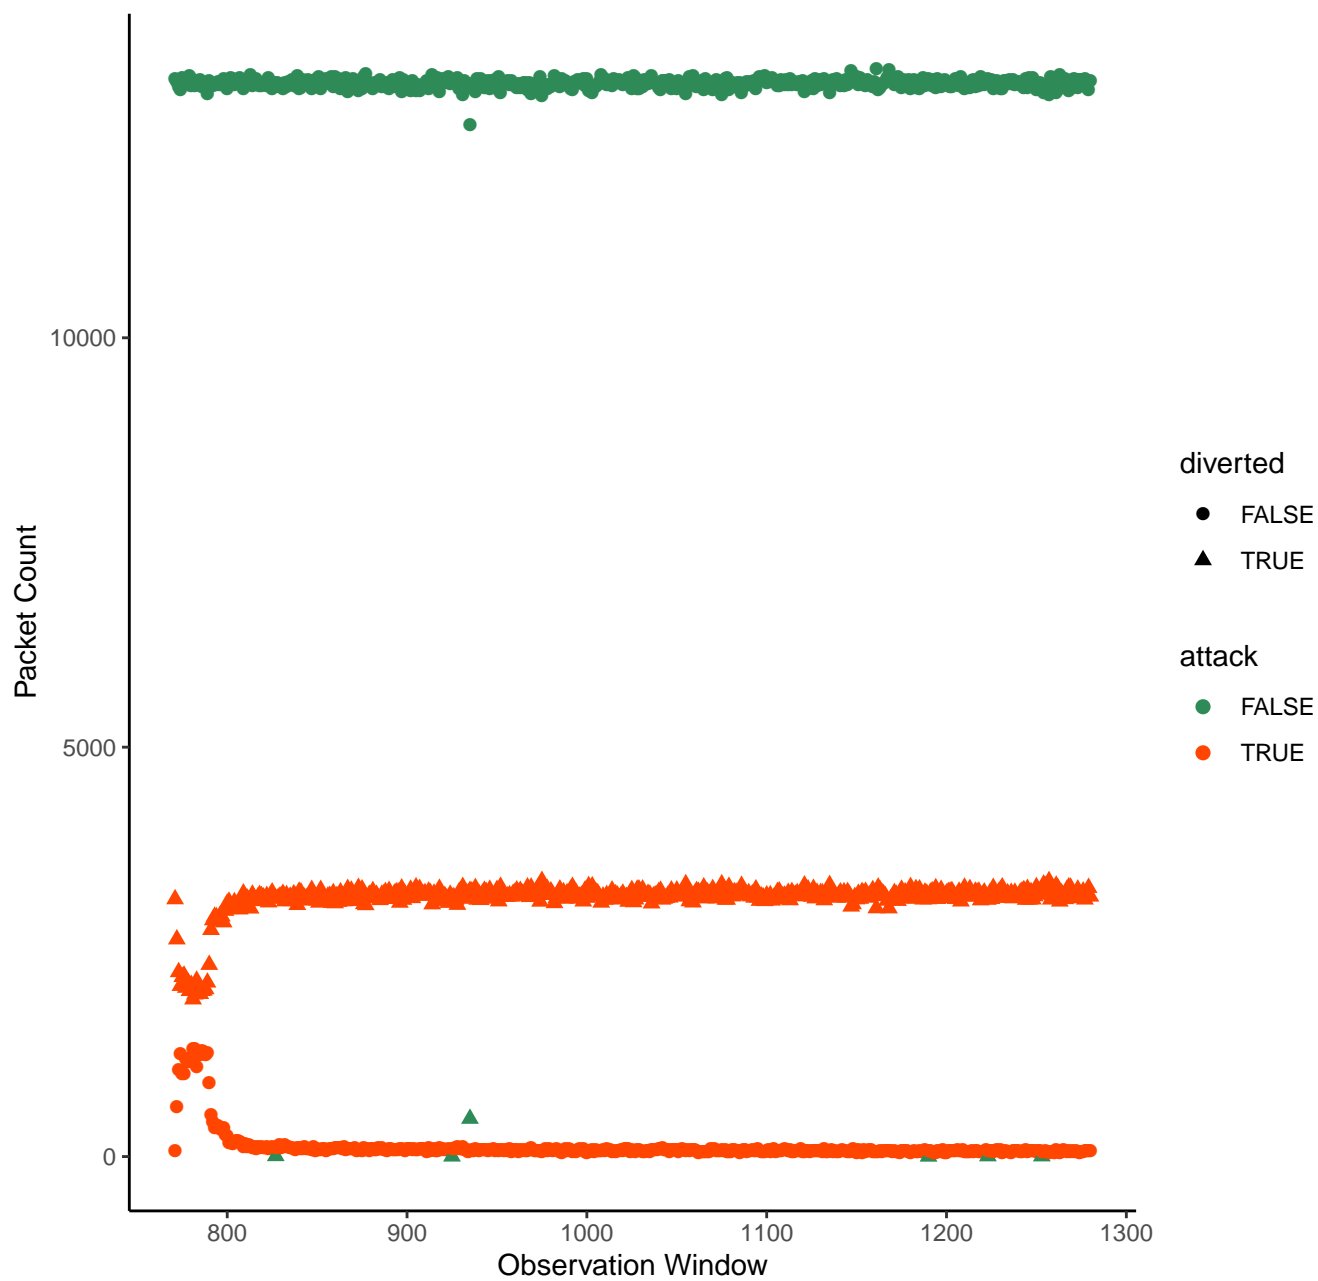 Packet Count
10000
5000
0
800
900
1000
1100
1200
1300
Observation Window
diverted
FALSE
TRUE
attack
FALSE
TRUE